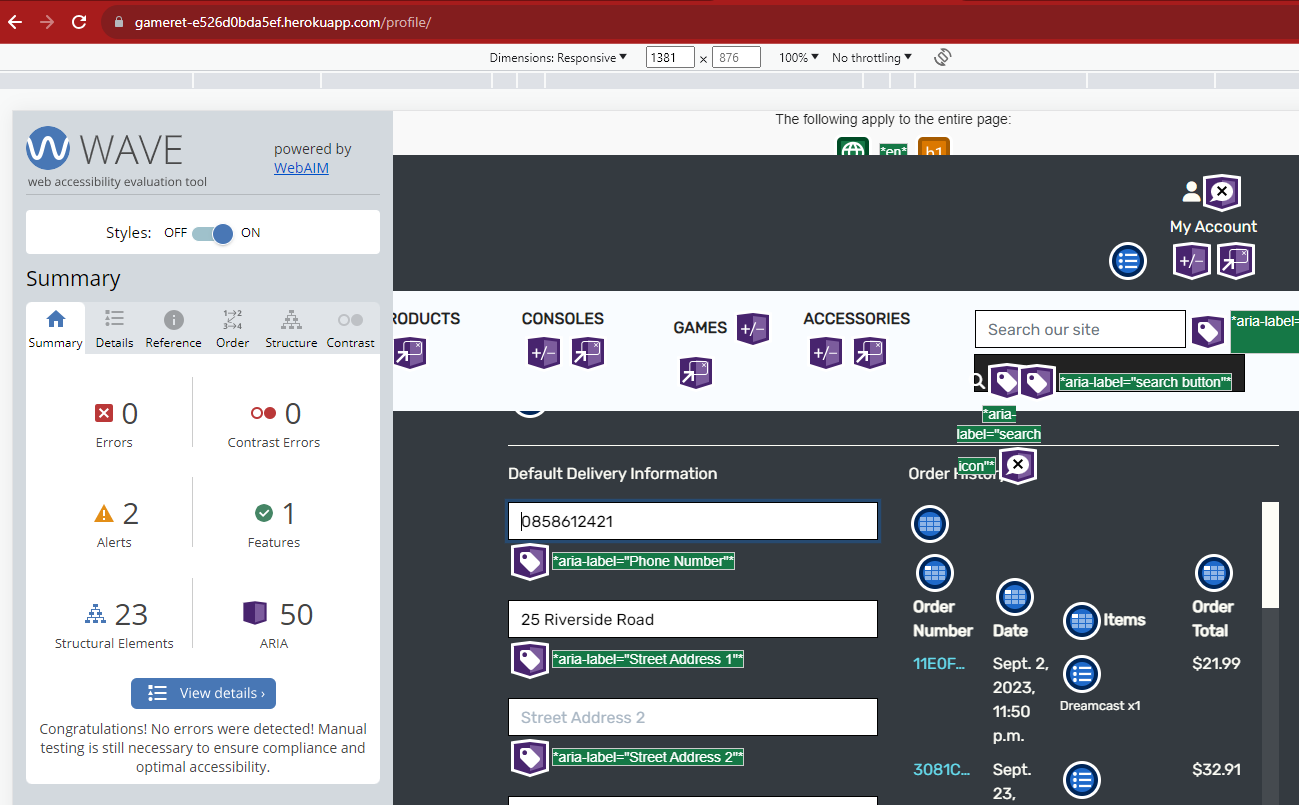 gameret-e526d0bda5ef.herokuapp.com/profile/
Dimensions: Responsive 1381 × 876 100% No throttling
WAVE
powered by
WebAIM
web accessibility evaluation tool
Styles: OFF ON
Summary
Summary Details Reference Order Structure Contrast
0 0
Errors Contrast Errors
2 1
Alerts Features
23 50
Structural Elements ARIA
View details ›
Congratulations! No errors were detected! Manual
testing is still necessary to ensure compliance and
optimal accessibility.
The following apply to the entire page:
*en* h1
My Account
RODUCTS CONSOLES GAMES ACCESSORIES
Search our site
*aria-label=
*aria-label="search button"*
*aria-
label="search
icon"*
Default Delivery Information
0858612421
*aria-label="Phone Number"*
25 Riverside Road
*aria-label="Street Address 1"*
Street Address 2
*aria-label="Street Address 2"*
Order History
Order
Number
Date
Items
Order
Total
11E0F...
Sept. 2,
2023,
11:50
p.m.
Dreamcast x1
$21.99
3081C...
Sept.
23,
$32.91